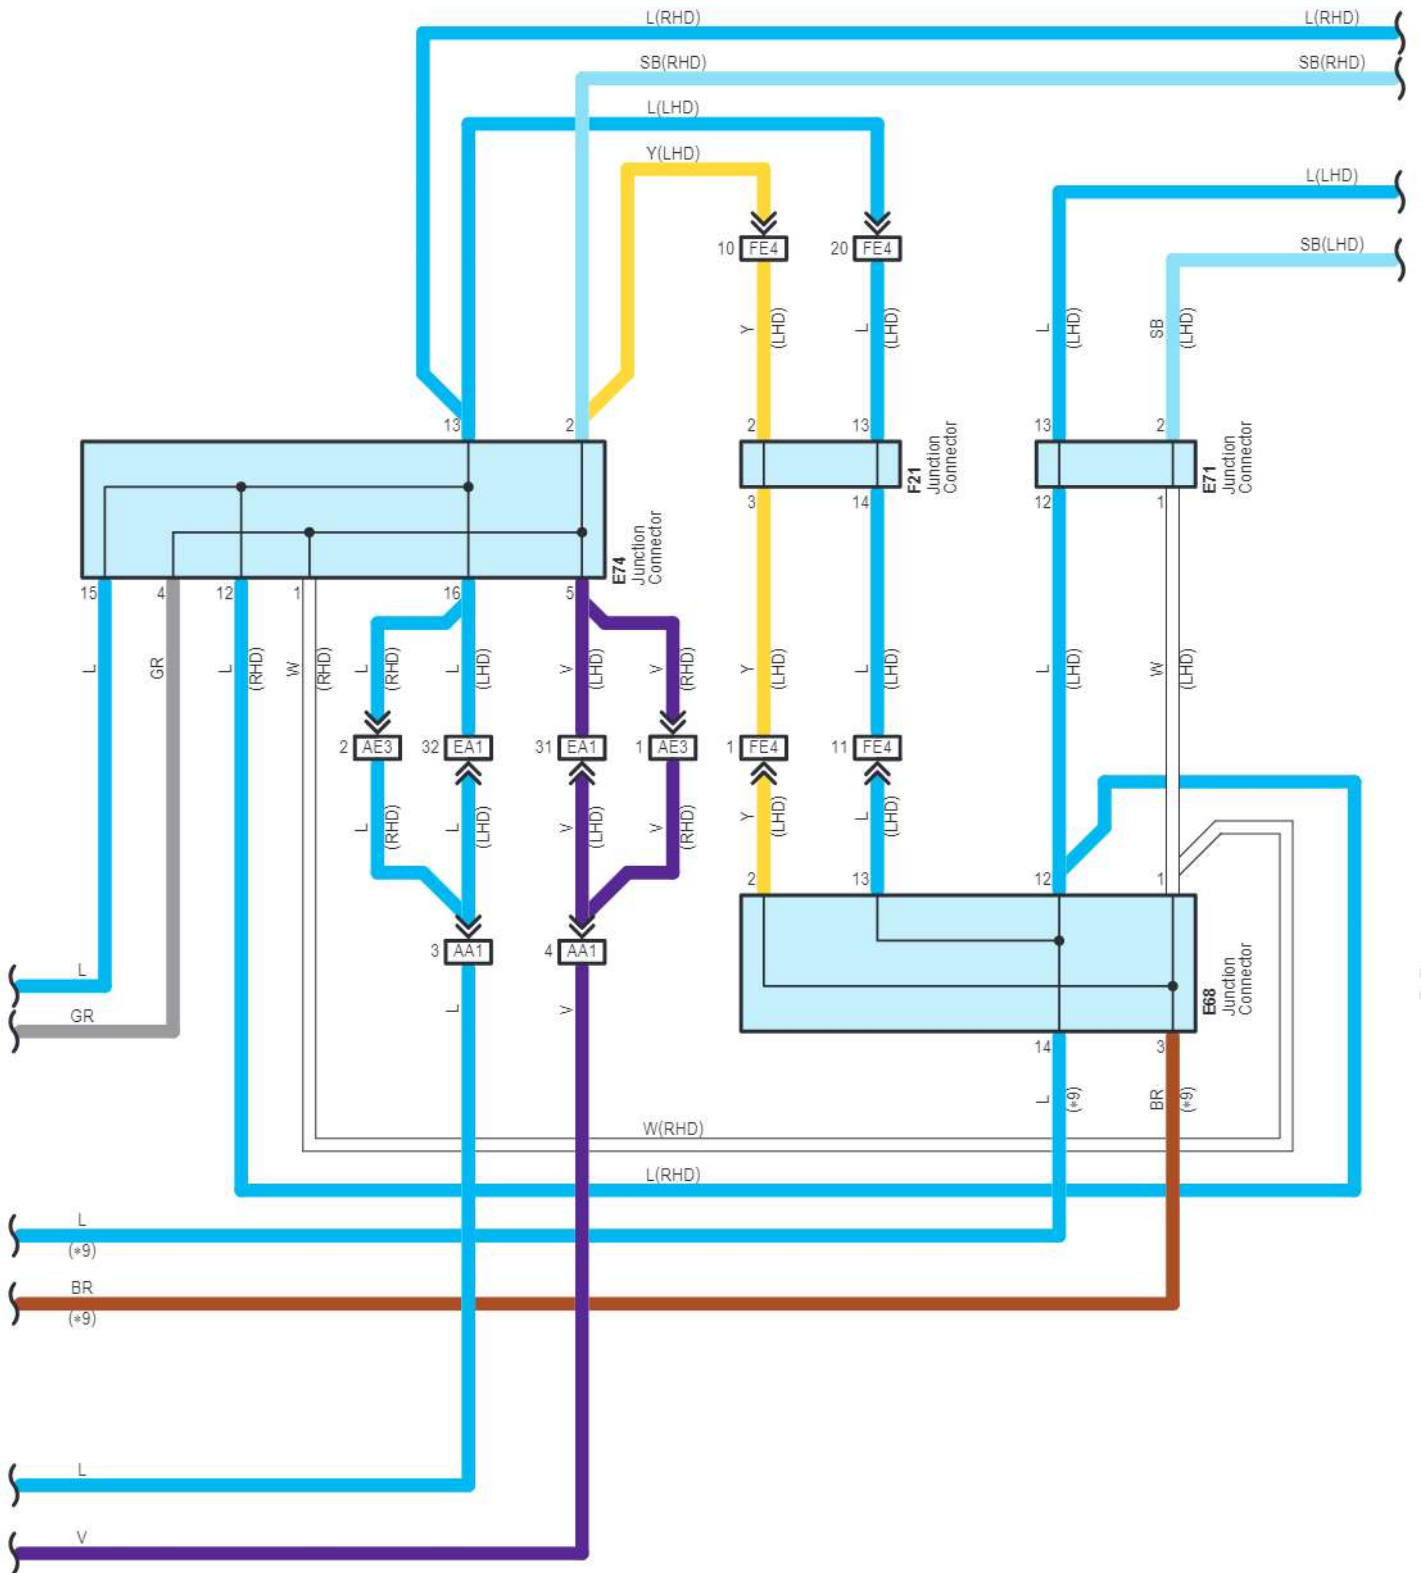 L(RHD)
L(RHD)
SB(RHD)
SB(RHD)
L(LHD)
Y(LHD)
L(LHD)
SB(LHD)
10 FE4
20 FE4
Y (LHD)
L (LHD)
L (LHD)
SB (LHD)
13
2
2
13
13
2
E74 Junction Connector
F21 Junction Connector
E71 Junction Connector
3
14
12
1
15
4
12
1
16
5
L
GR
L (RHD)
W (RHD)
L (RHD)
L (LHD)
V (LHD)
V (RHD)
Y (LHD)
L (LHD)
L (LHD)
W (LHD)
2 AE3
32 EA1
31 EA1
1 AE3
1 FE4
11 FE4
L (RHD)
L (LHD)
V (LHD)
V (RHD)
Y (LHD)
L (LHD)
2
13
12
1
3 AA1
4 AA1
L
GR
L
V
E68 Junction Connector
14
3
L (*9)
BR (*9)
W(RHD)
L(RHD)
L
(*9)
BR
(*9)
L
V